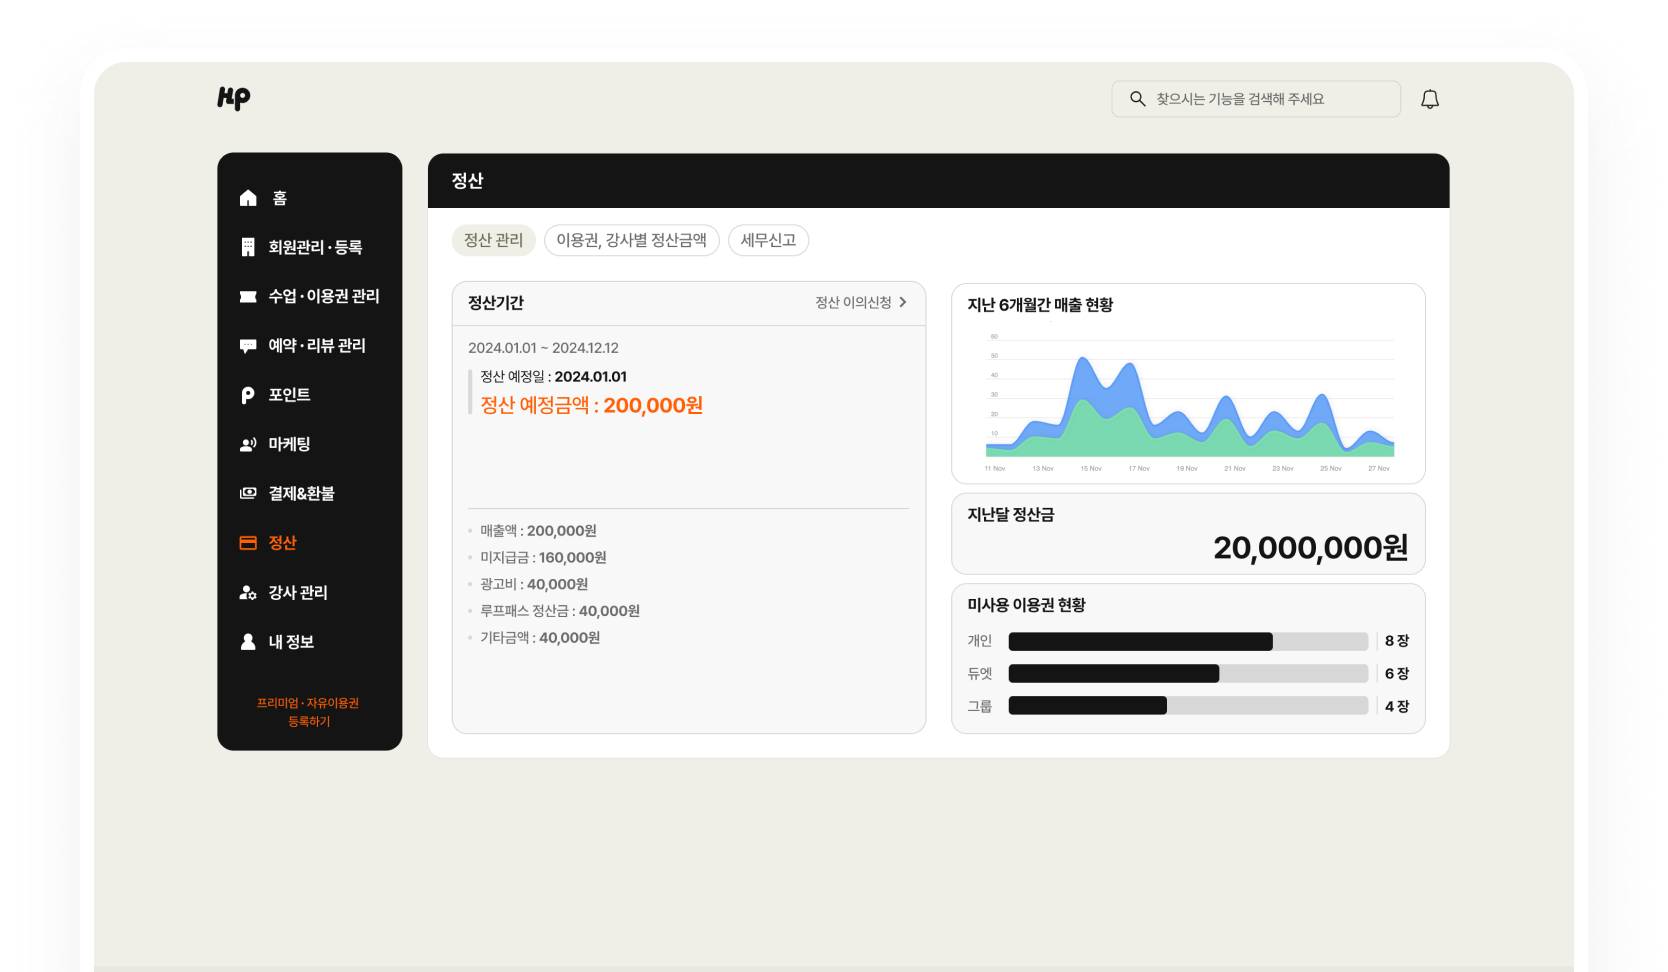 HP
찾으시는 기능을 검색해 주세요
홈
회원관리 · 등록
수업 · 이용권 관리
예약 · 리뷰 관리
포인트
마케팅
결제&환불
정산
강사 관리
내 정보
프리미엄 · 자유이용권
등록하기
정산
정산 관리
이용권, 강사별 정산금액
세무신고
정산기간
정산 이의신청
2024.01.01 ~ 2024.12.12
정산 예정일 : 2024.01.01
정산 예정금액 : 200,000원
매출액 : 200,000원
미지급금 : 160,000원
광고비 : 40,000원
루프패스 정산금 : 40,000원
기타금액 : 40,000원
지난 6개월간 매출 현황
60
50
40
30
20
10
11 Nov 13 Nov 15 Nov 17 Nov 19 Nov 21 Nov 23 Nov 25 Nov 27 Nov
지난달 정산금
20,000,000원
미사용 이용권 현황
개인 8 장
듀엣 6 장
그룹 4 장